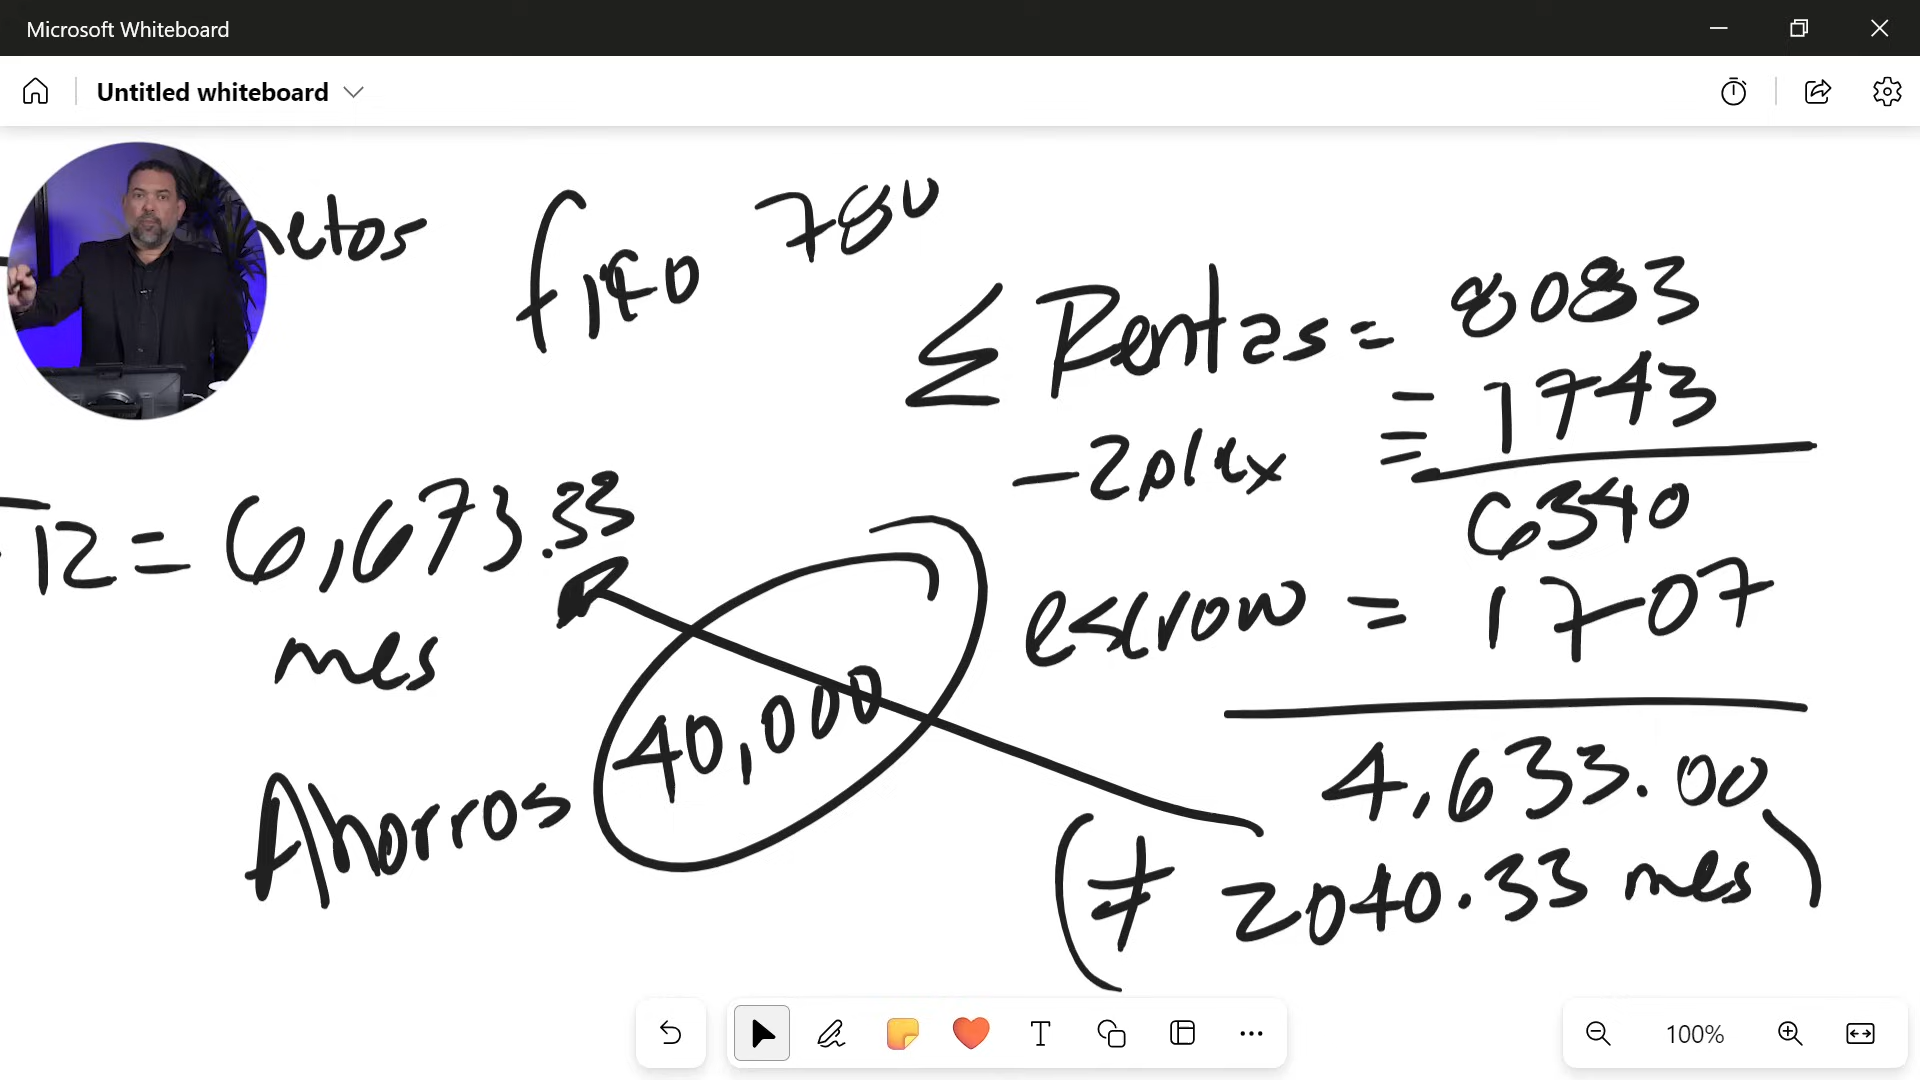 Microsoft Whiteboard
Untitled whiteboard
netos
fico 780
Σ Rentas = 8083
- 2plex = 1743
6340
12 = 6,673.33
mes
escrow = 1707
Ahorros 40,000
4,633.00
(≠ 2040.33 mes)
100%